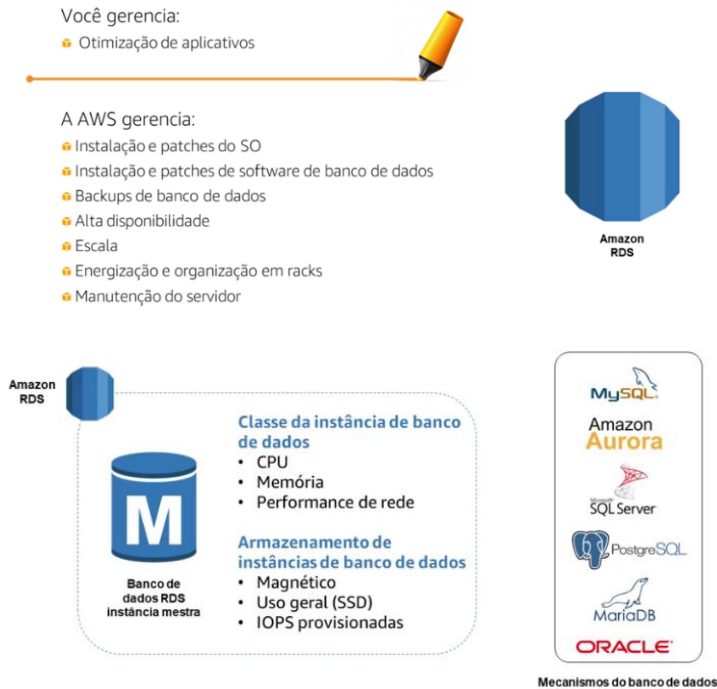 Você gerencia:
Otimização de aplicativos
A AWS gerencia:
Instalação e patches do SO
Instalação e patches de software de banco de dados
Backups de banco de dados
Alta disponibilidade
Escala
Energização e organização em racks
Manutenção do servidor
Amazon
RDS
Amazon
RDS
M
Banco de
dados RDS
instância mestra
Classe da instância de banco
de dados
• CPU
• Memória
• Performance de rede
Armazenamento de
instâncias de banco de dados
• Magnético
• Uso geral (SSD)
• IOPS provisionadas
MySQL.
Amazon
Aurora
Microsoft
SQL Server
PostgreSQL
MariaDB
ORACLE
Mecanismos do banco de dados